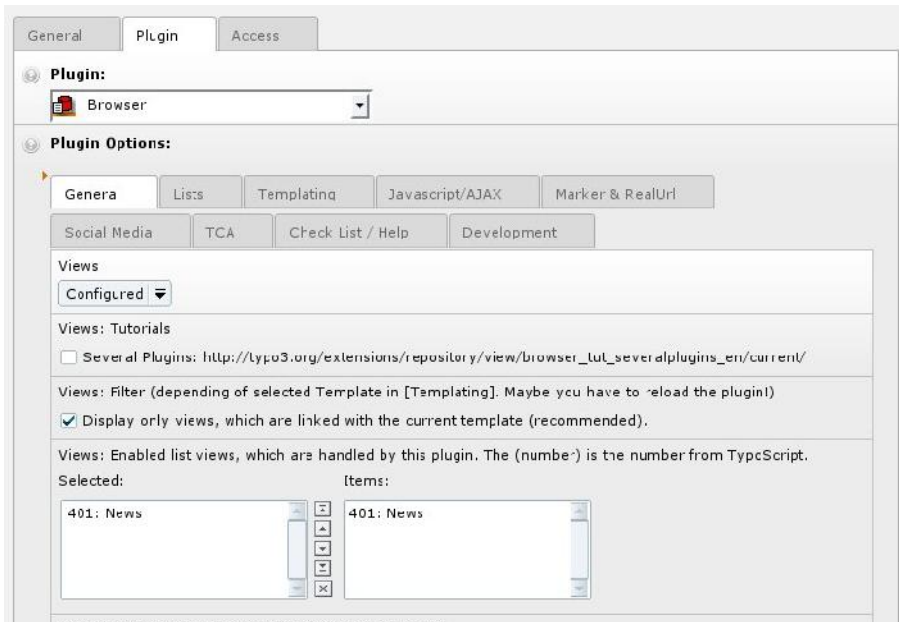 General Plugin Access
Plugin:
Browser
Plugin Options:
Genera Lists Templating Javascript/AJAX Marker & RealUrl
Social Media TCA Check List / Help Development
Views
Configured
Views: Tutorials
Several Plugins: http://typo3.org/extensions/repository/view/browser_tut_severalplugins_en/current/
Views: Filter (depending of selected Template in [Templating]. Maybe you have to reload the plugin!)
Display only views, which are linked with the current template (recommended).
Views: Enabled list views, which are handled by this plugin. The (number) is the number from TypoScript.
Selected: Items:
401: News 401: News